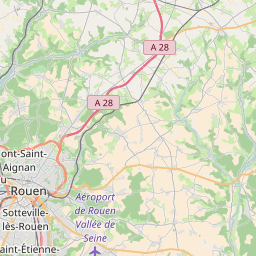 A 28
A 28
ont-Saint-
Aignan
Rouen
Sotteville-
lès-Rouen
Aéroport
de Rouen
Vallée de
Seine
aint-Étienne-